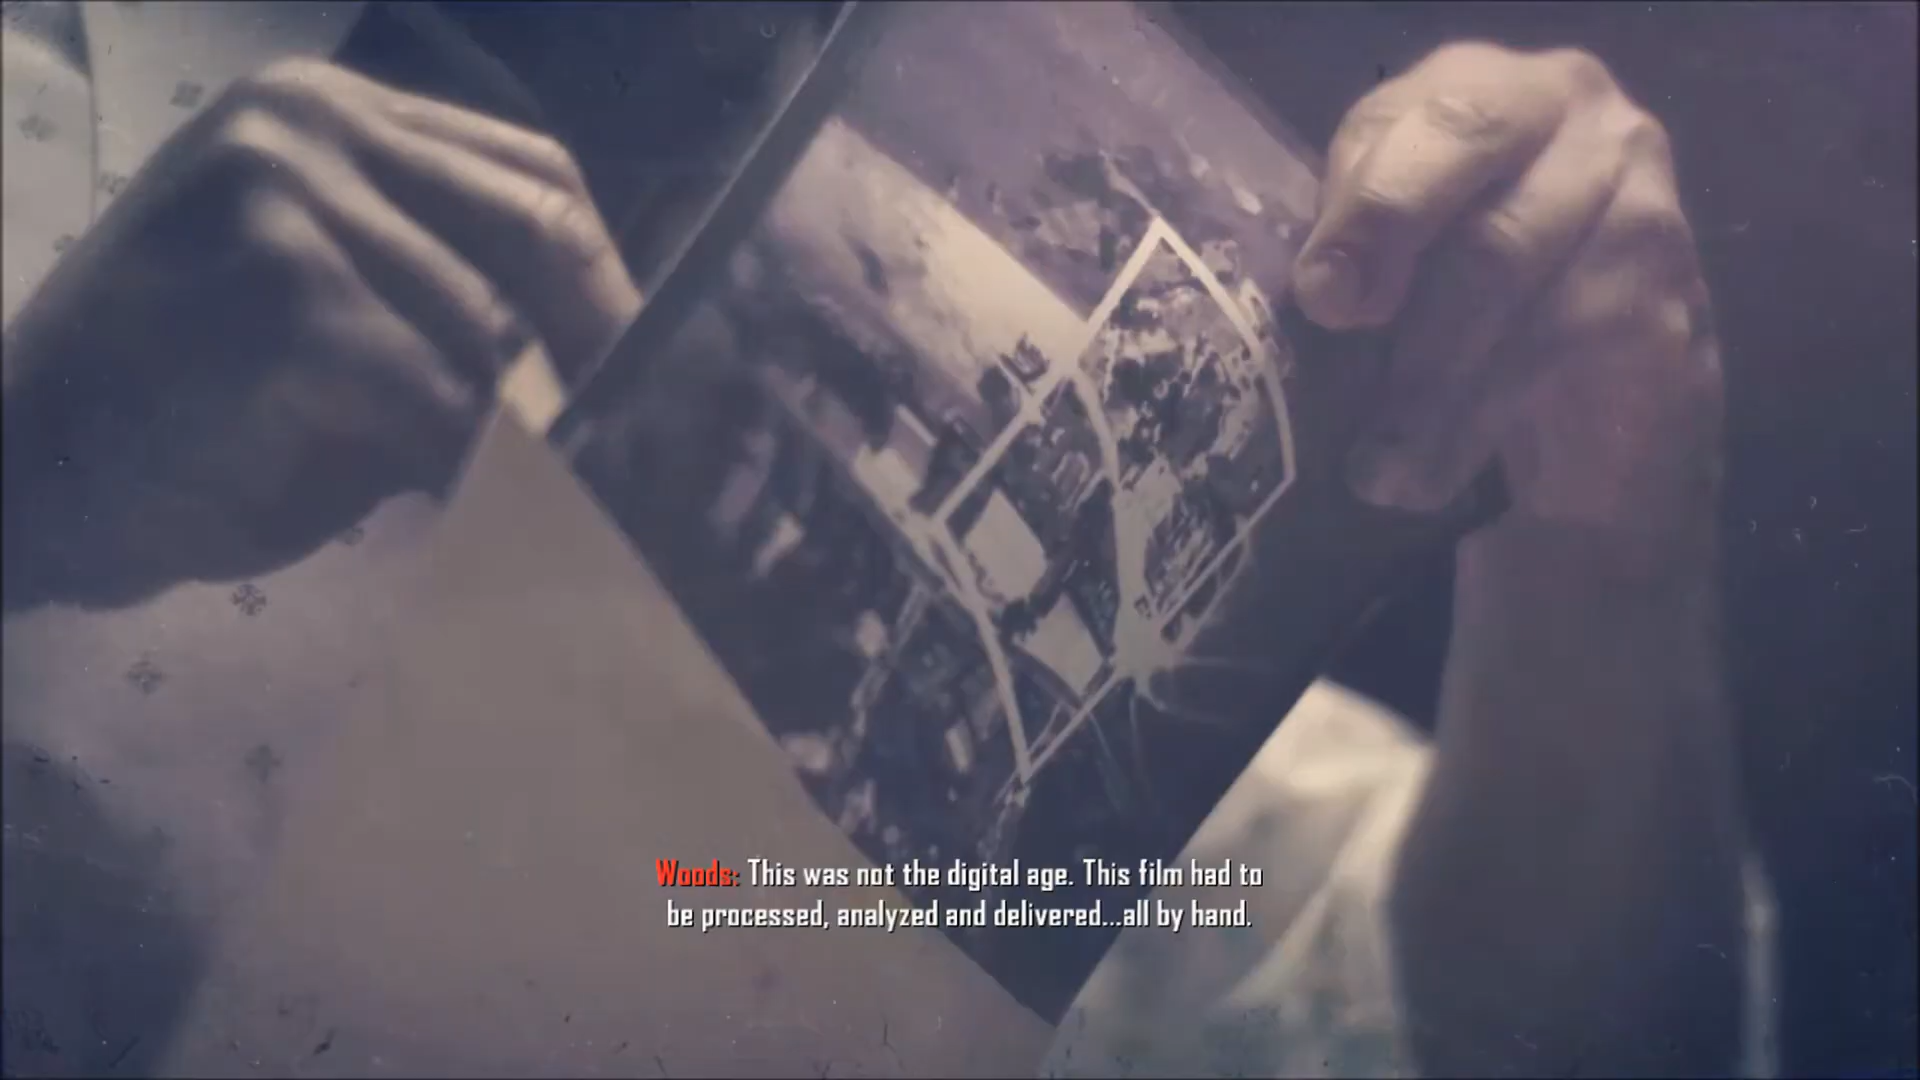 Woods: This was not the digital age. This film had to
be processed, analyzed and delivered...all by hand.